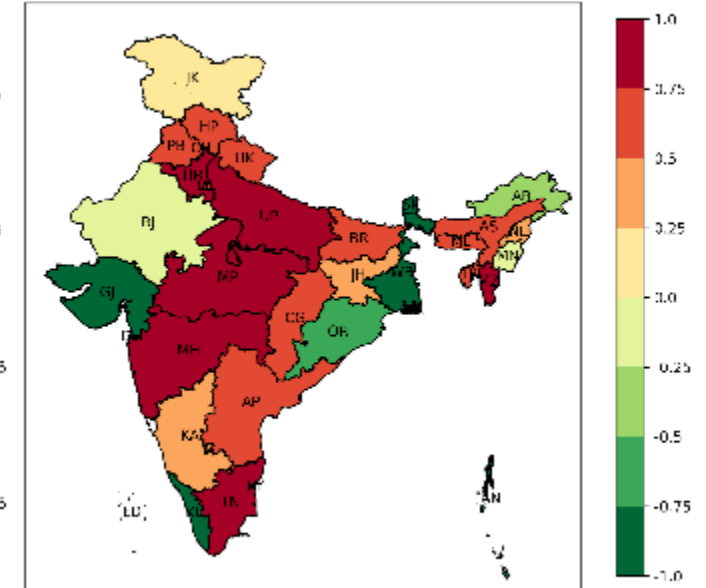 JK
HP
PB
UK
HR
UP
RJ
AR
AS
NL
ML
MN
BR
MP
JH
GJ
CG
OR
MH
AP
KA
TN
LD
AN
1.0
0.75
0.5
0.25
0.0
-0.25
-0.5
-0.75
-1.0